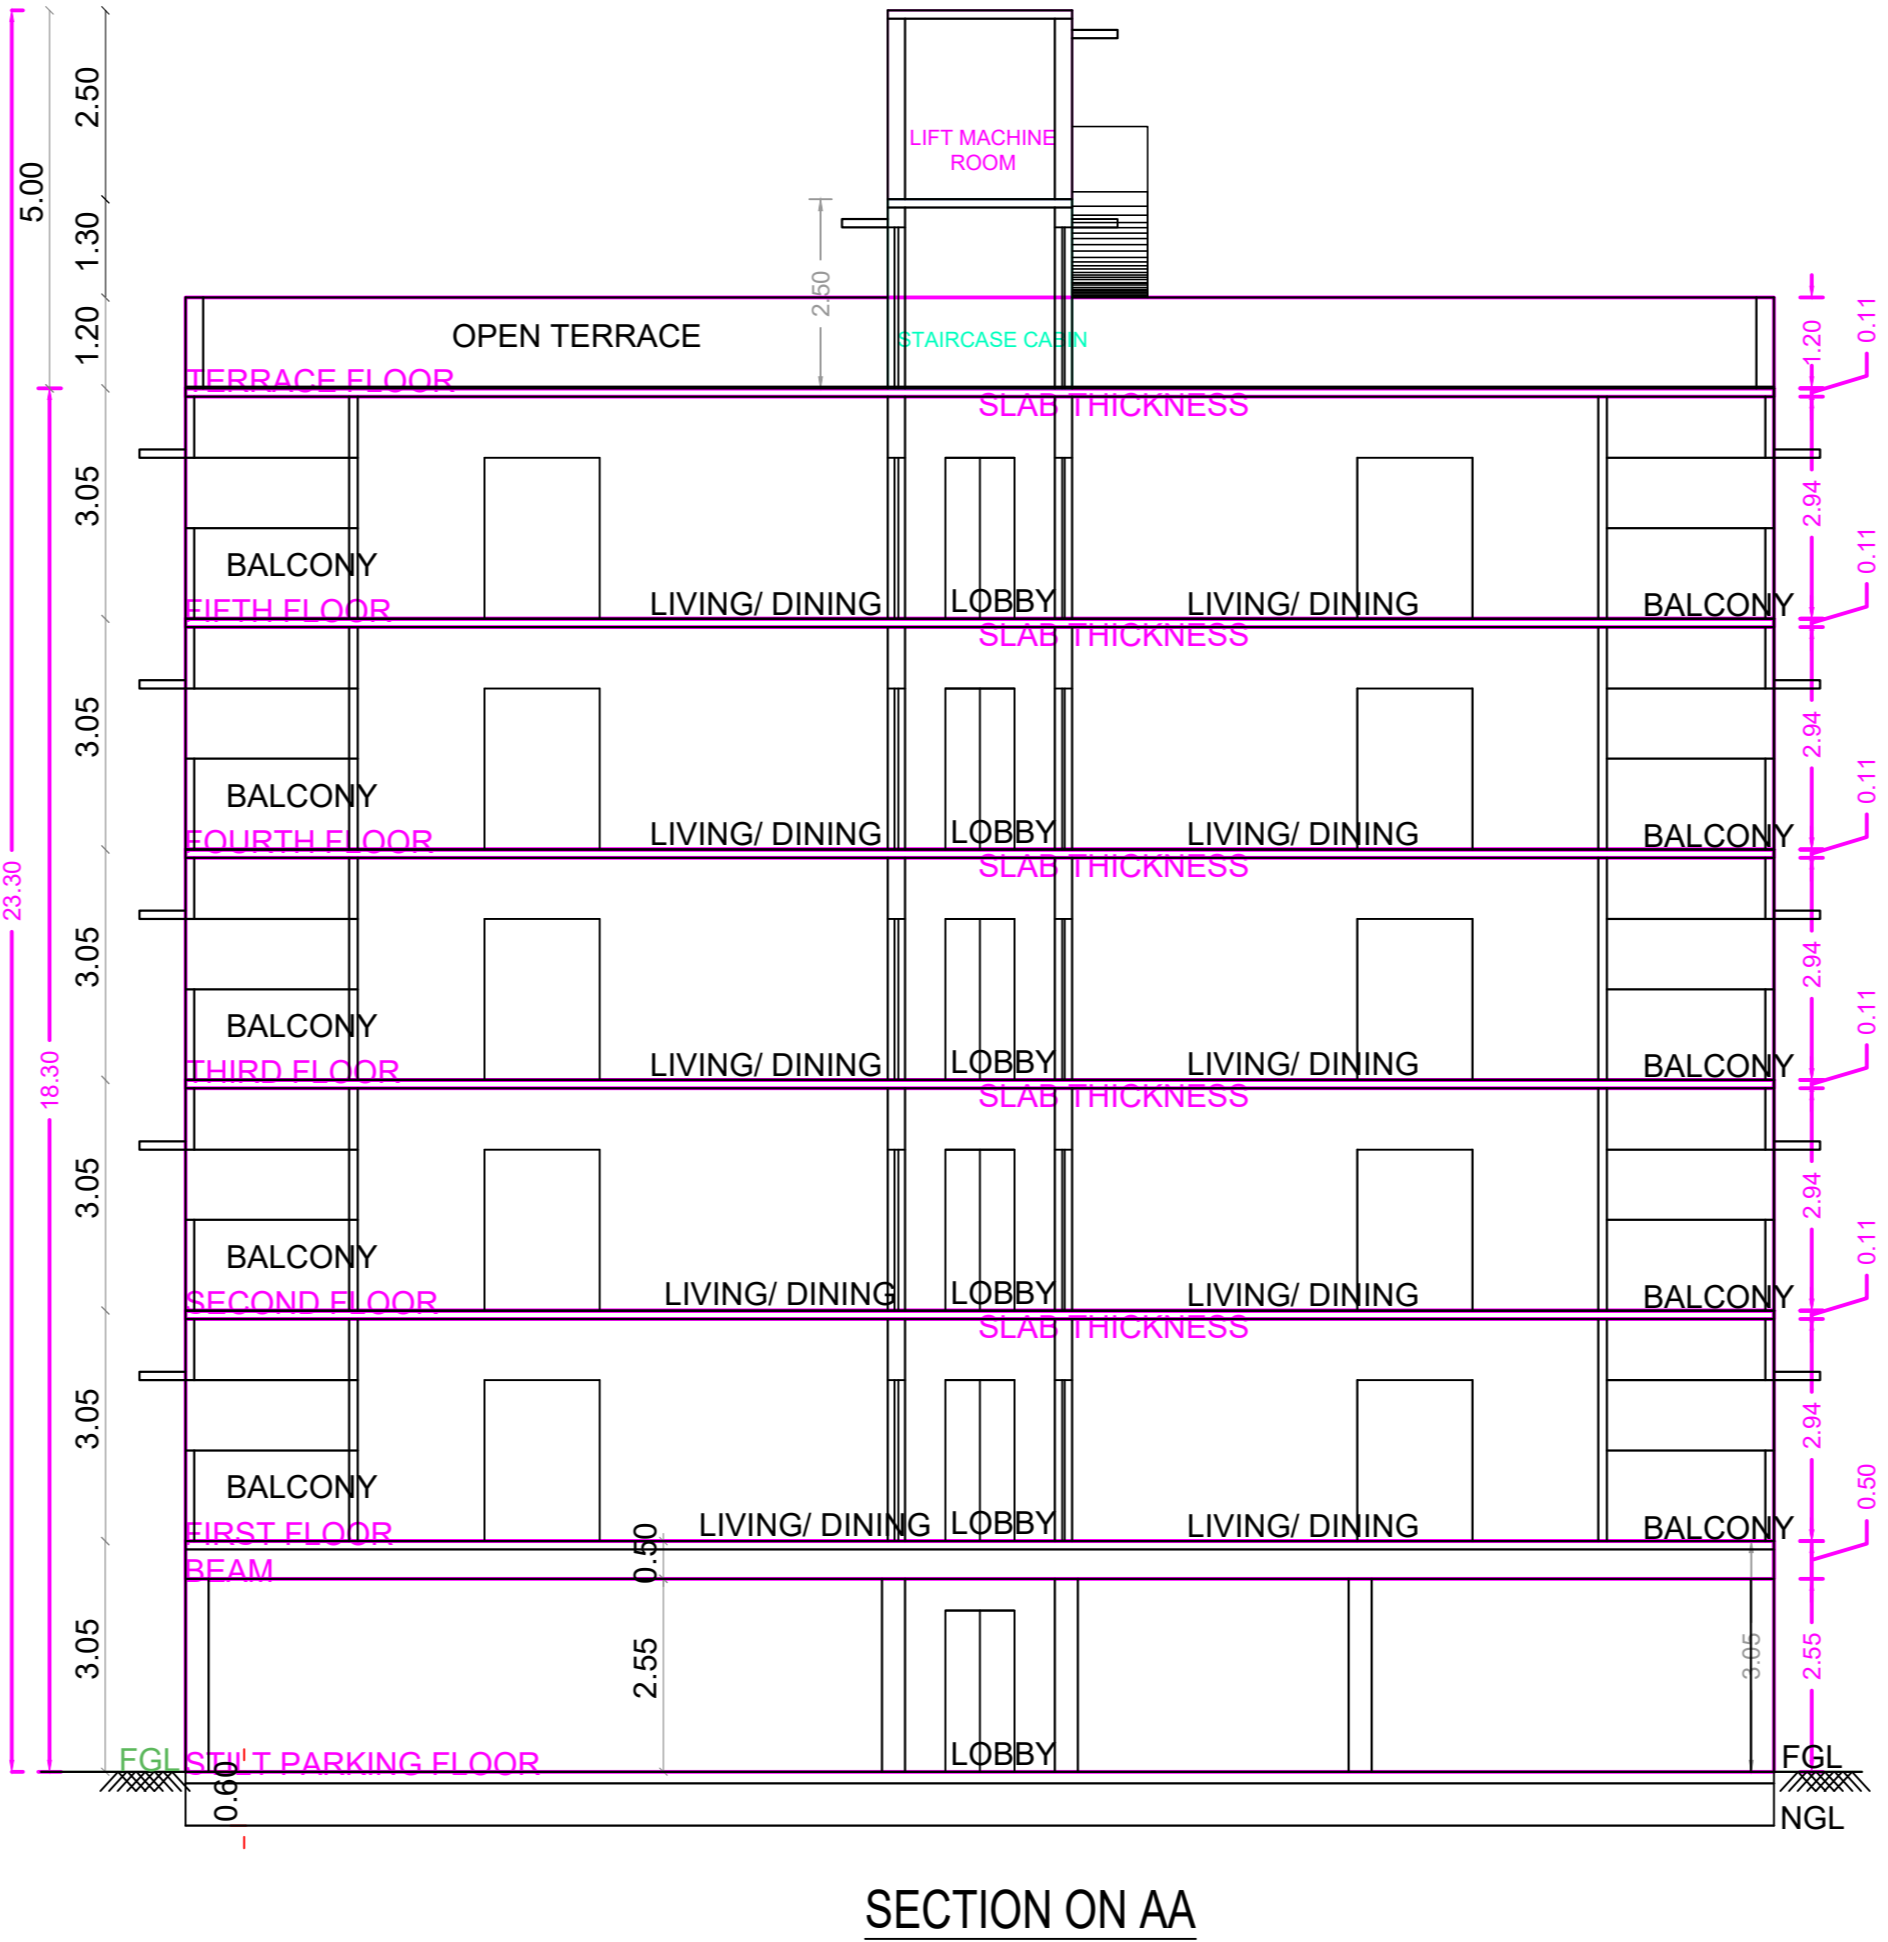 2.50
LIFT MACHINE
ROOM
5.00
1.30
2.50
1.20
OPEN TERRACE
STAIRCASE CABIN
1.20
0.11
TERRACE FLOOR
SLAB THICKNESS
3.05
2.94
0.11
BALCONY
FIFTH FLOOR
LIVING/ DINING
LOBBY
LIVING/ DINING
BALCONY
SLAB THICKNESS
3.05
2.94
0.11
BALCONY
FOURTH FLOOR
LIVING/ DINING
LOBBY
LIVING/ DINING
BALCONY
SLAB THICKNESS
23.30
3.05
2.94
0.11
BALCONY
THIRD FLOOR
LIVING/ DINING
LOBBY
LIVING/ DINING
BALCONY
18.30
SLAB THICKNESS
3.05
2.94
0.11
BALCONY
SECOND FLOOR
LIVING/ DINING
LOBBY
LIVING/ DINING
BALCONY
SLAB THICKNESS
3.05
2.94
0.50
BALCONY
FIRST FLOOR
LIVING/ DINING
LOBBY
LIVING/ DINING
BALCONY
BEAM
0.50
3.05
2.55
3.05
2.55
FGL
STILT PARKING FLOOR
LOBBY
FGL
0.60
NGL
SECTION ON AA